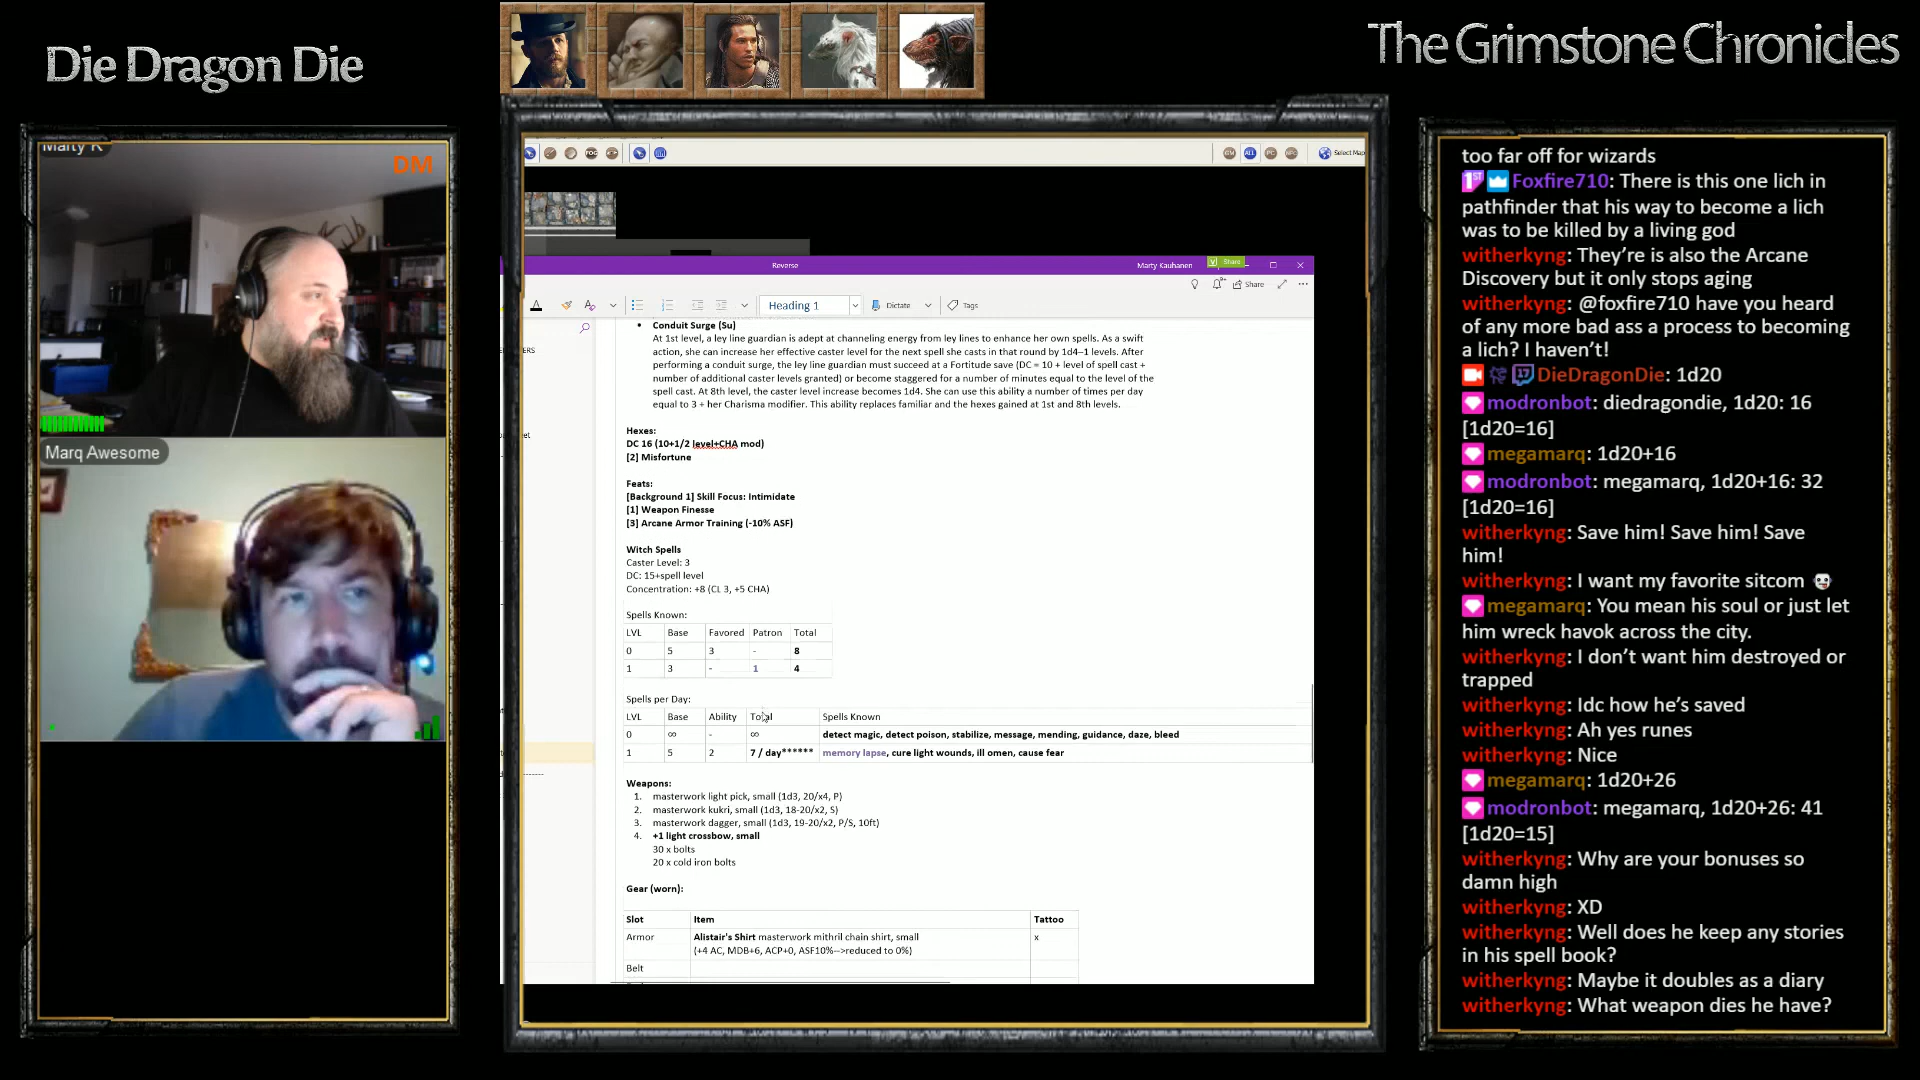 Die Dragon Die
The Grimstone Chronicles
Marty K
DM
Marq Awesome
Select Map
Reverse
Marty Kauhanen
Share
Share
Heading 1
Dictate
Tags
ERS
eet
Conduit Surge (Su)
At 1st level, a ley line guardian is adept at channeling energy from ley lines to enhance her own spells. As a swift
action, she can increase her effective caster level for the next spell she casts in that round by 1d4–1 levels. After
performing a conduit surge, the ley line guardian must succeed at a Fortitude save (DC = 10 + level of spell cast +
number of additional caster levels granted) or become staggered for a number of minutes equal to the level of the
spell cast. At 8th level, the caster level increase becomes 1d4. She can use this ability a number of times per day
equal to 3 + her Charisma modifier. This ability replaces familiar and the hexes gained at 1st and 8th levels.
Hexes:
DC 16 (10+1/2 level+CHA mod)
[2] Misfortune
Feats:
[Background 1] Skill Focus: Intimidate
[1] Weapon Finesse
[3] Arcane Armor Training (-10% ASF)
Witch Spells
Caster Level: 3
DC: 15+spell level
Concentration: +8 (CL 3, +5 CHA)
Spells Known:
LVL Base Favored Patron Total
0 5 3 - 8
1 3 - 1 4
Spells per Day:
LVL Base Ability Total Spells Known
0 ∞ - ∞ detect magic, detect poison, stabilize, message, mending, guidance, daze, bleed
1 5 2 7 / day****** memory lapse, cure light wounds, ill omen, cause fear
Weapons:
1. masterwork light pick, small (1d3, 20/x4, P)
2. masterwork kukri, small (1d3, 18-20/x2, S)
3. masterwork dagger, small (1d3, 19-20/x2, P/S, 10ft)
4. +1 light crossbow, small
30 x bolts
20 x cold iron bolts
Gear (worn):
Slot Item Tattoo
Armor Alistair's Shirt masterwork mithril chain shirt, small x
(+4 AC, MDB+6, ACP+0, ASF10%-->reduced to 0%)
Belt
too far off for wizards
Foxfire710: There is this one lich in
pathfinder that his way to become a lich
was to be killed by a living god
witherkyng: They're is also the Arcane
Discovery but it only stops aging
witherkyng: @foxfire710 have you heard
of any more bad ass a process to becoming
a lich? I haven't!
DieDragonDie: 1d20
modronbot: diedragondie, 1d20: 16
[1d20=16]
megamarq: 1d20+16
modronbot: megamarq, 1d20+16: 32
[1d20=16]
witherkyng: Save him! Save him! Save
him!
witherkyng: I want my favorite sitcom
megamarq: You mean his soul or just let
him wreck havok across the city.
witherkyng: I don't want him destroyed or
trapped
witherkyng: Idc how he's saved
witherkyng: Ah yes runes
witherkyng: Nice
megamarq: 1d20+26
modronbot: megamarq, 1d20+26: 41
[1d20=15]
witherkyng: Why are your bonuses so
damn high
witherkyng: XD
witherkyng: Well does he keep any stories
in his spell book?
witherkyng: Maybe it doubles as a diary
witherkyng: What weapon dies he have?